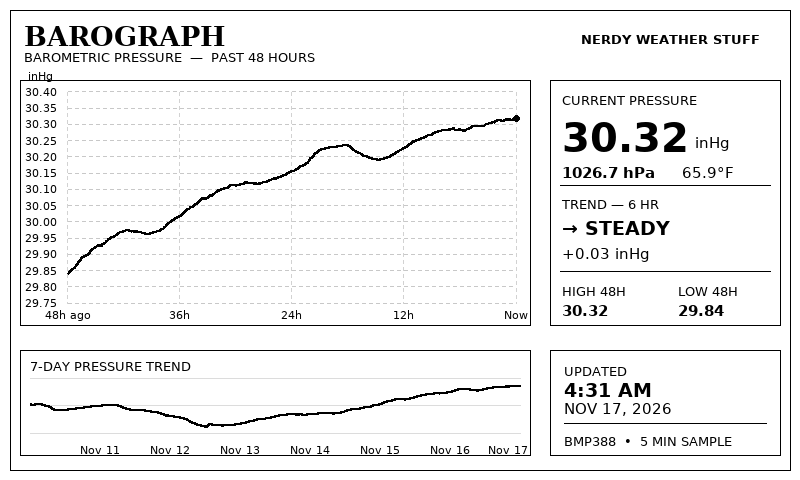 BAROGRAPH
BAROMETRIC PRESSURE — PAST 48 HOURS
NERDY WEATHER STUFF
inHg
30.40
30.35
30.30
30.25
30.20
30.15
30.10
30.05
30.00
29.95
29.90
29.85
29.80
29.75
48h ago 36h 24h 12h Now
CURRENT PRESSURE
30.32 inHg
1026.7 hPa 65.9°F
TREND — 6 HR
→ STEADY
+0.03 inHg
HIGH 48H LOW 48H
30.32 29.84
7-DAY PRESSURE TREND
Nov 11 Nov 12 Nov 13 Nov 14 Nov 15 Nov 16 Nov 17
UPDATED
4:31 AM
NOV 17, 2026
BMP388 • 5 MIN SAMPLE